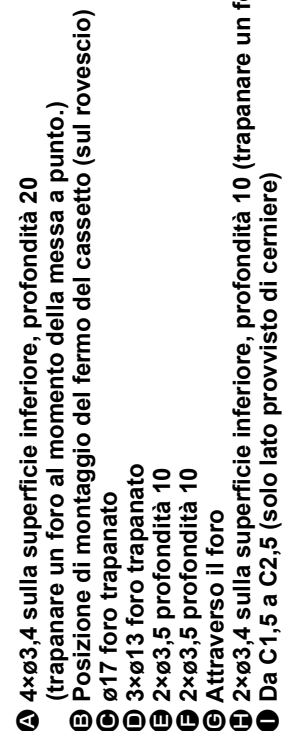 A 4×ø3,4 sulla superficie inferiore, profondità 20
(trapanare un foro al momento della messa a punto.)
B Posizione di montaggio del fermo del cassetto (sul rovescio)
C ø17 foro trapanato
D 3×ø13 foro trapanato
E 2×ø3,5 profondità 10
F 2×ø3,5 profondità 10
G Attraverso il foro
H 2×ø3,4 sulla superficie inferiore, profondità 10 (trapanare un
I Da C1,5 a C2,5 (solo lato provvisto di cerniere)